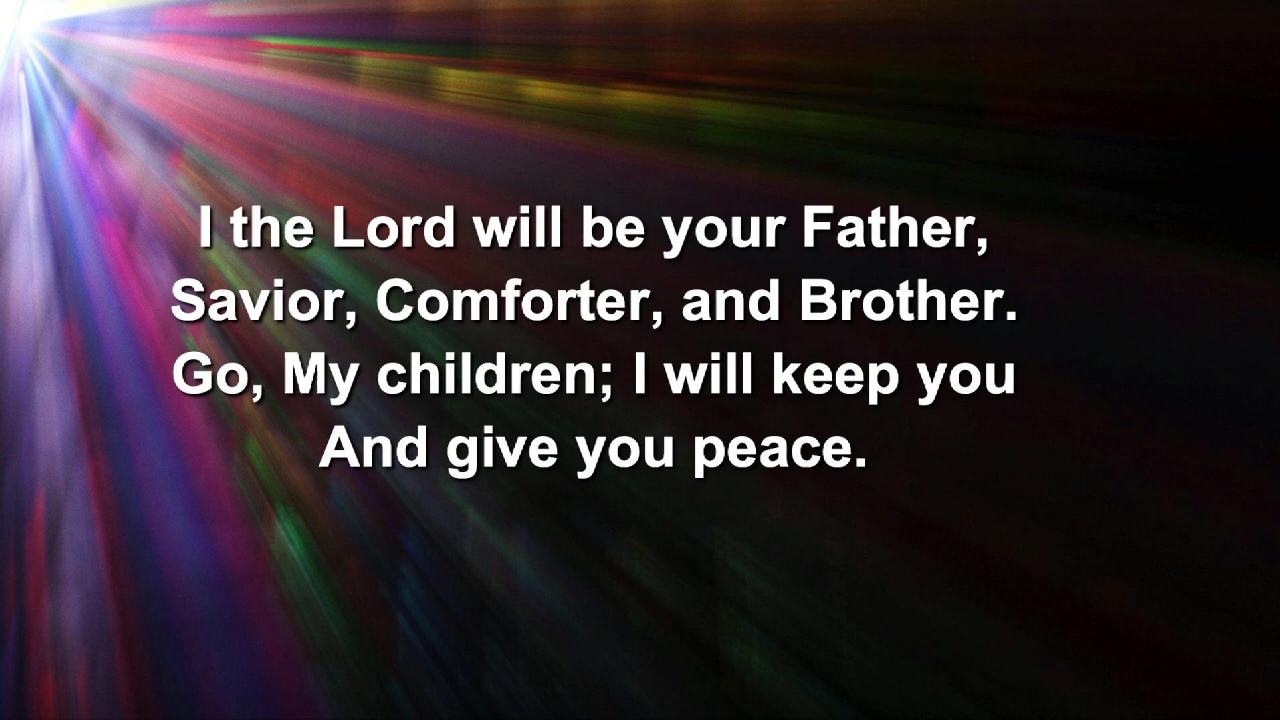 I the Lord will be your Father,
Savior, Comforter, and Brother.
Go, My children; I will keep you
And give you peace.